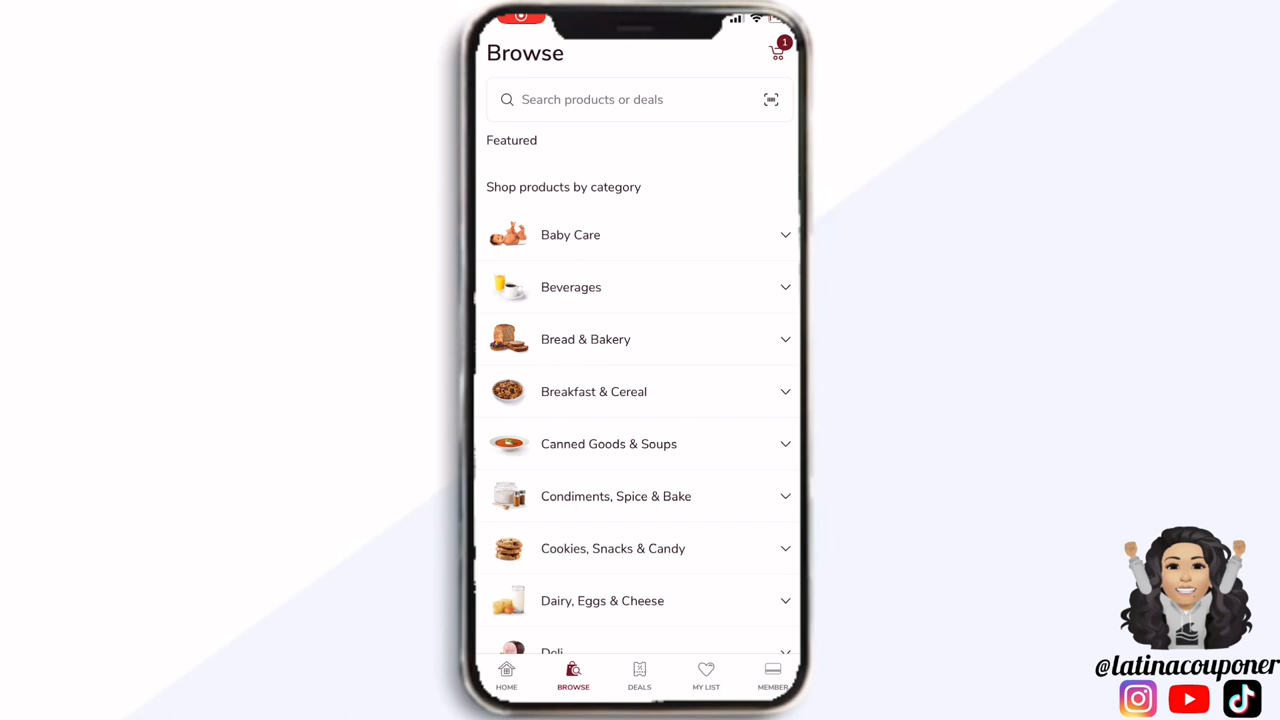 Browse
1
Search products or deals
Featured
Shop products by category
Baby Care
Beverages
Bread & Bakery
Breakfast & Cereal
Canned Goods & Soups
Condiments, Spice & Bake
Cookies, Snacks & Candy
Dairy, Eggs & Cheese
Deli
HOME
BROWSE
DEALS
MY LIST
MEMBER
@latinacouponer